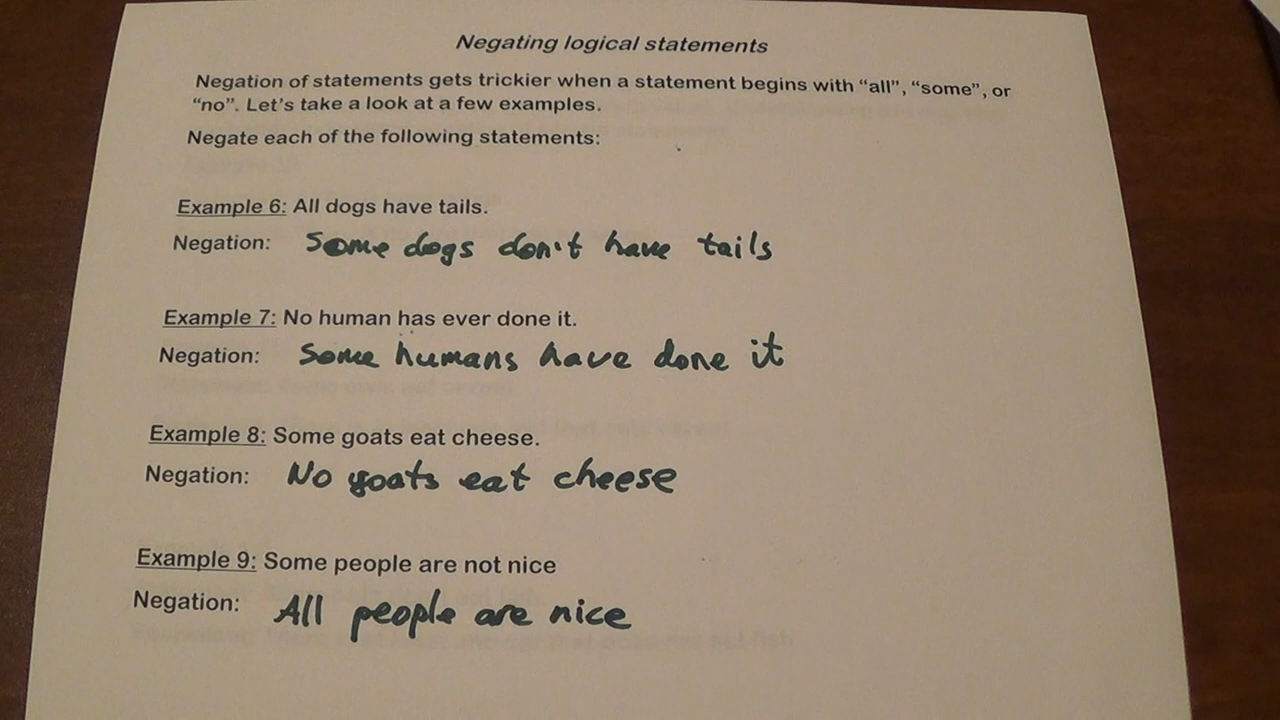 Negating logical statements
Negation of statements gets trickier when a statement begins with “all”, “some”, or
“no”. Let’s take a look at a few examples.
Negate each of the following statements:
Example 6: All dogs have tails.
Negation: Some dogs don't have tails
Example 7: No human has ever done it.
Negation: Some humans have done it
Example 8: Some goats eat cheese.
Negation: No goats eat cheese
Example 9: Some people are not nice
Negation: All people are nice